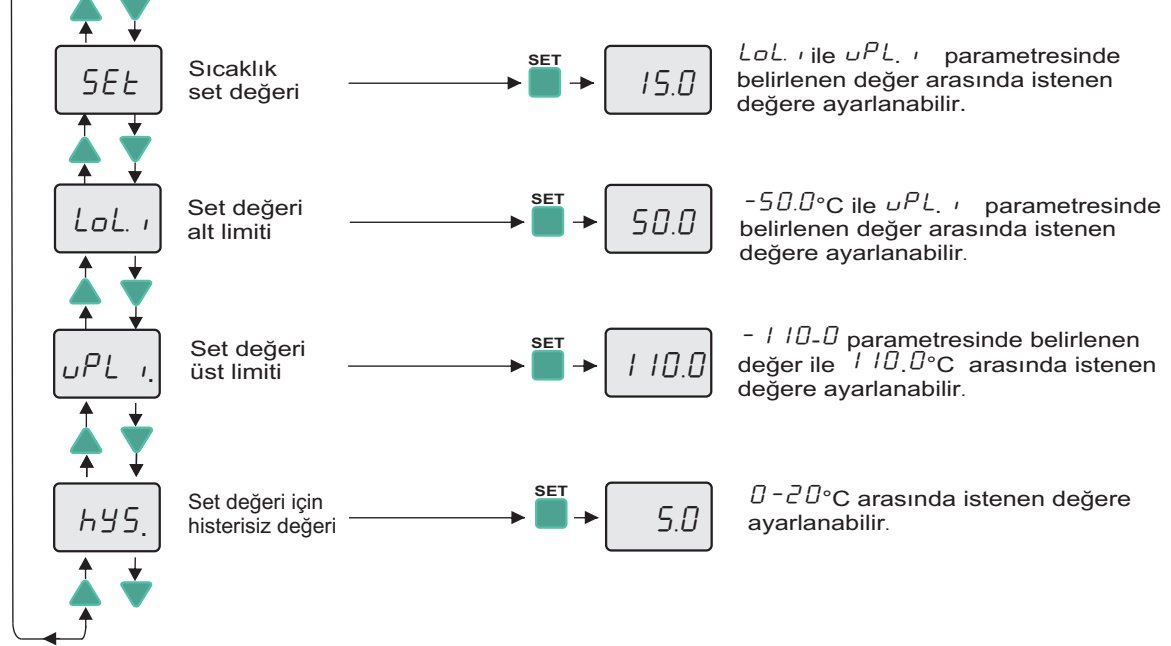 SEt
Sıcaklık
set değeri
SET
15.0
LoL. ı ile uPL. ı parametresinde
belirlenen değer arasında istenen
değere ayarlanabilir.
LoL. ı
Set değeri
alt limiti
SET
50.0
-50.0°C ile uPL. ı parametresinde
belirlenen değer arasında istenen
değere ayarlanabilir.
uPL ı.
Set değeri
üst limiti
SET
110.0
-110-0 parametresinde belirlenen
değer ile 110.0°C arasında istenen
değere ayarlanabilir.
hYS.
Set değeri için
histerisiz değeri
SET
5.0
0-20°C arasında istenen değere
ayarlanabilir.